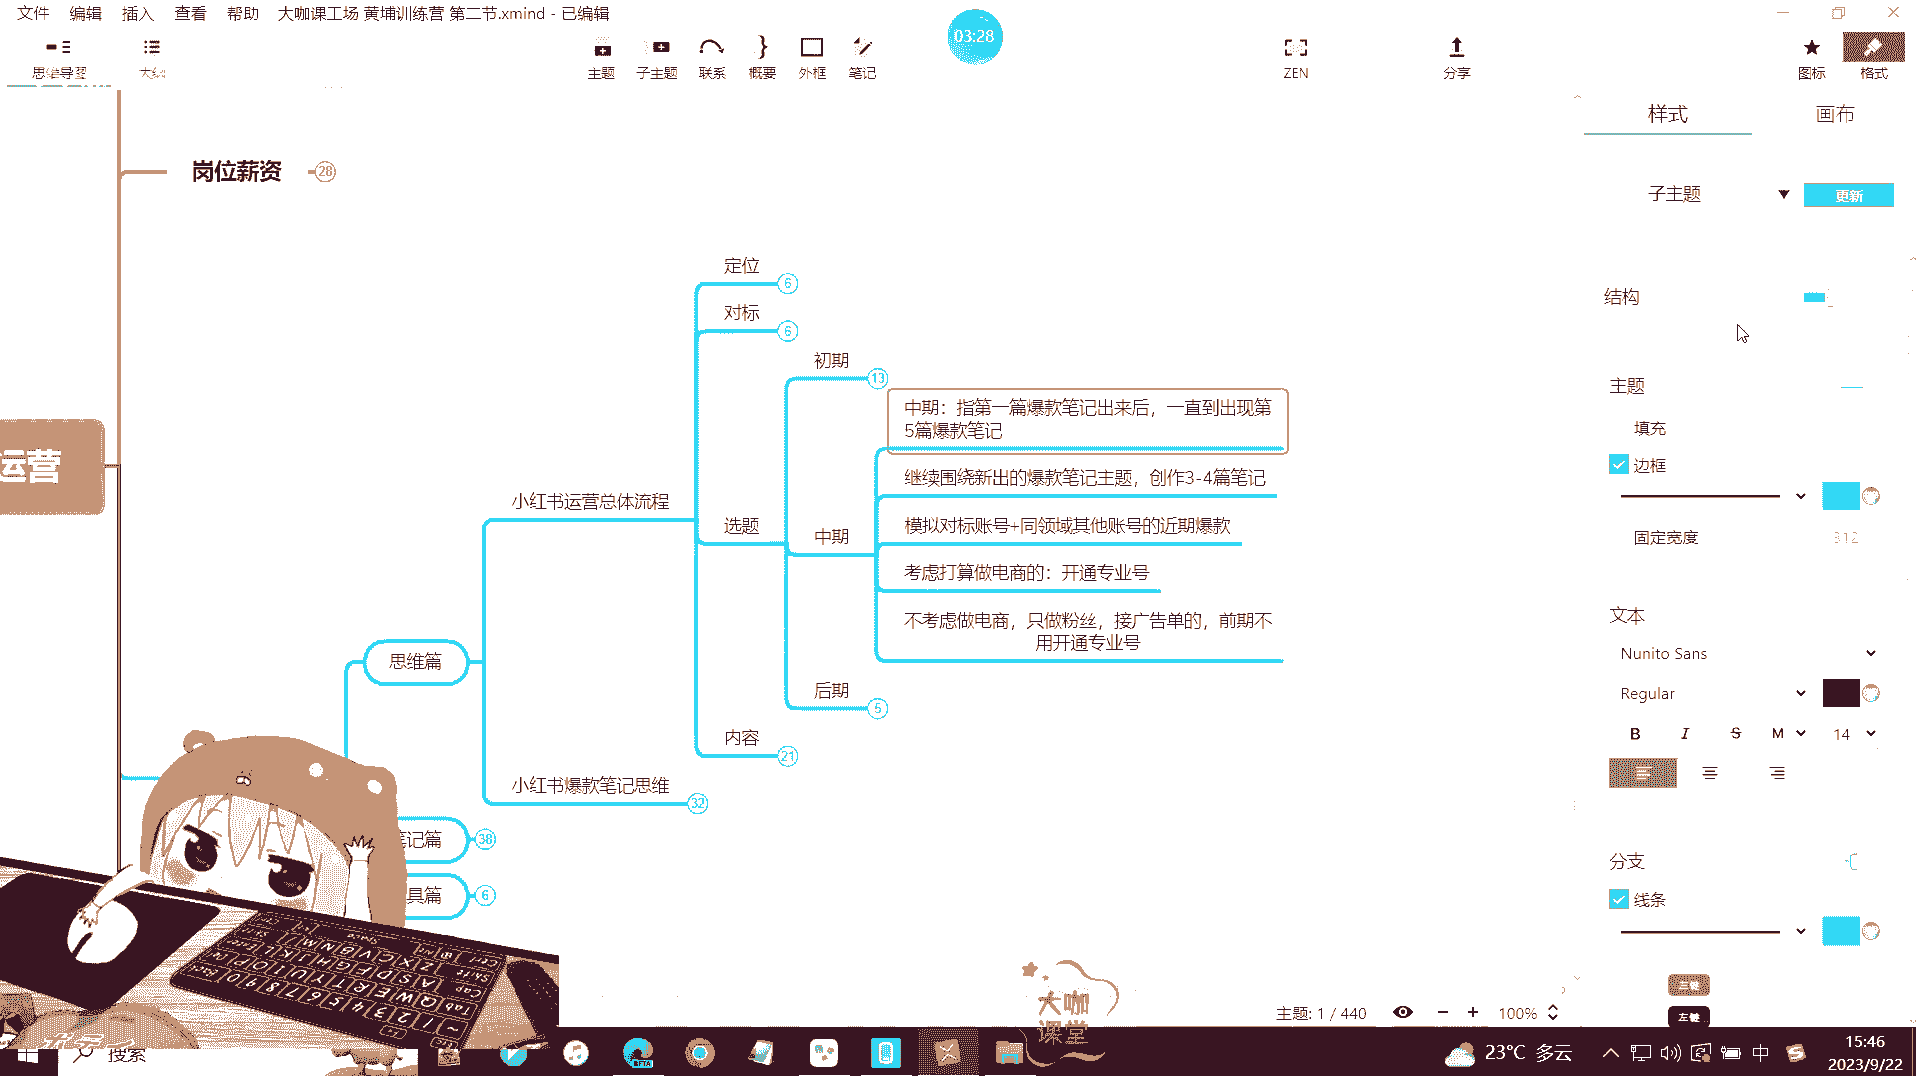 文件 编辑 插入 查看 帮助 大咖课工场 黄埔训练营 第二节.xmind - 已编辑
03:28
思维导图 大纲 主题 子主题 联系 概要 外框 笔记 ZEN 分享 图标 格式
样式 画布
岗位薪资 28
子主题 更新
定位 6
结构
对标 6
初期 13
主题
中期：指第一篇爆款笔记出来后，一直到出现第
5篇爆款笔记
填充
运营
边框
继续围绕新出的爆款笔记主题，创作3-4篇笔记
小红书运营总体流程
选题
模拟对标账号+同领域其他账号的近期爆款
中期
固定宽度 312
考虑打算做电商的：开通专业号
不考虑做电商，只做粉丝，接广告单的，前期不
用开通专业号
文本
思维篇
Nunito Sans
后期 5
Regular
内容 21
B I S M 14
小红书爆款笔记思维 32
笔记篇 38
分支
具篇 6
线条
大咖
课堂
三键
左键
主题: 1 / 440 100%
搜索
BETA
23°C 多云
中
15:46
2023/9/22